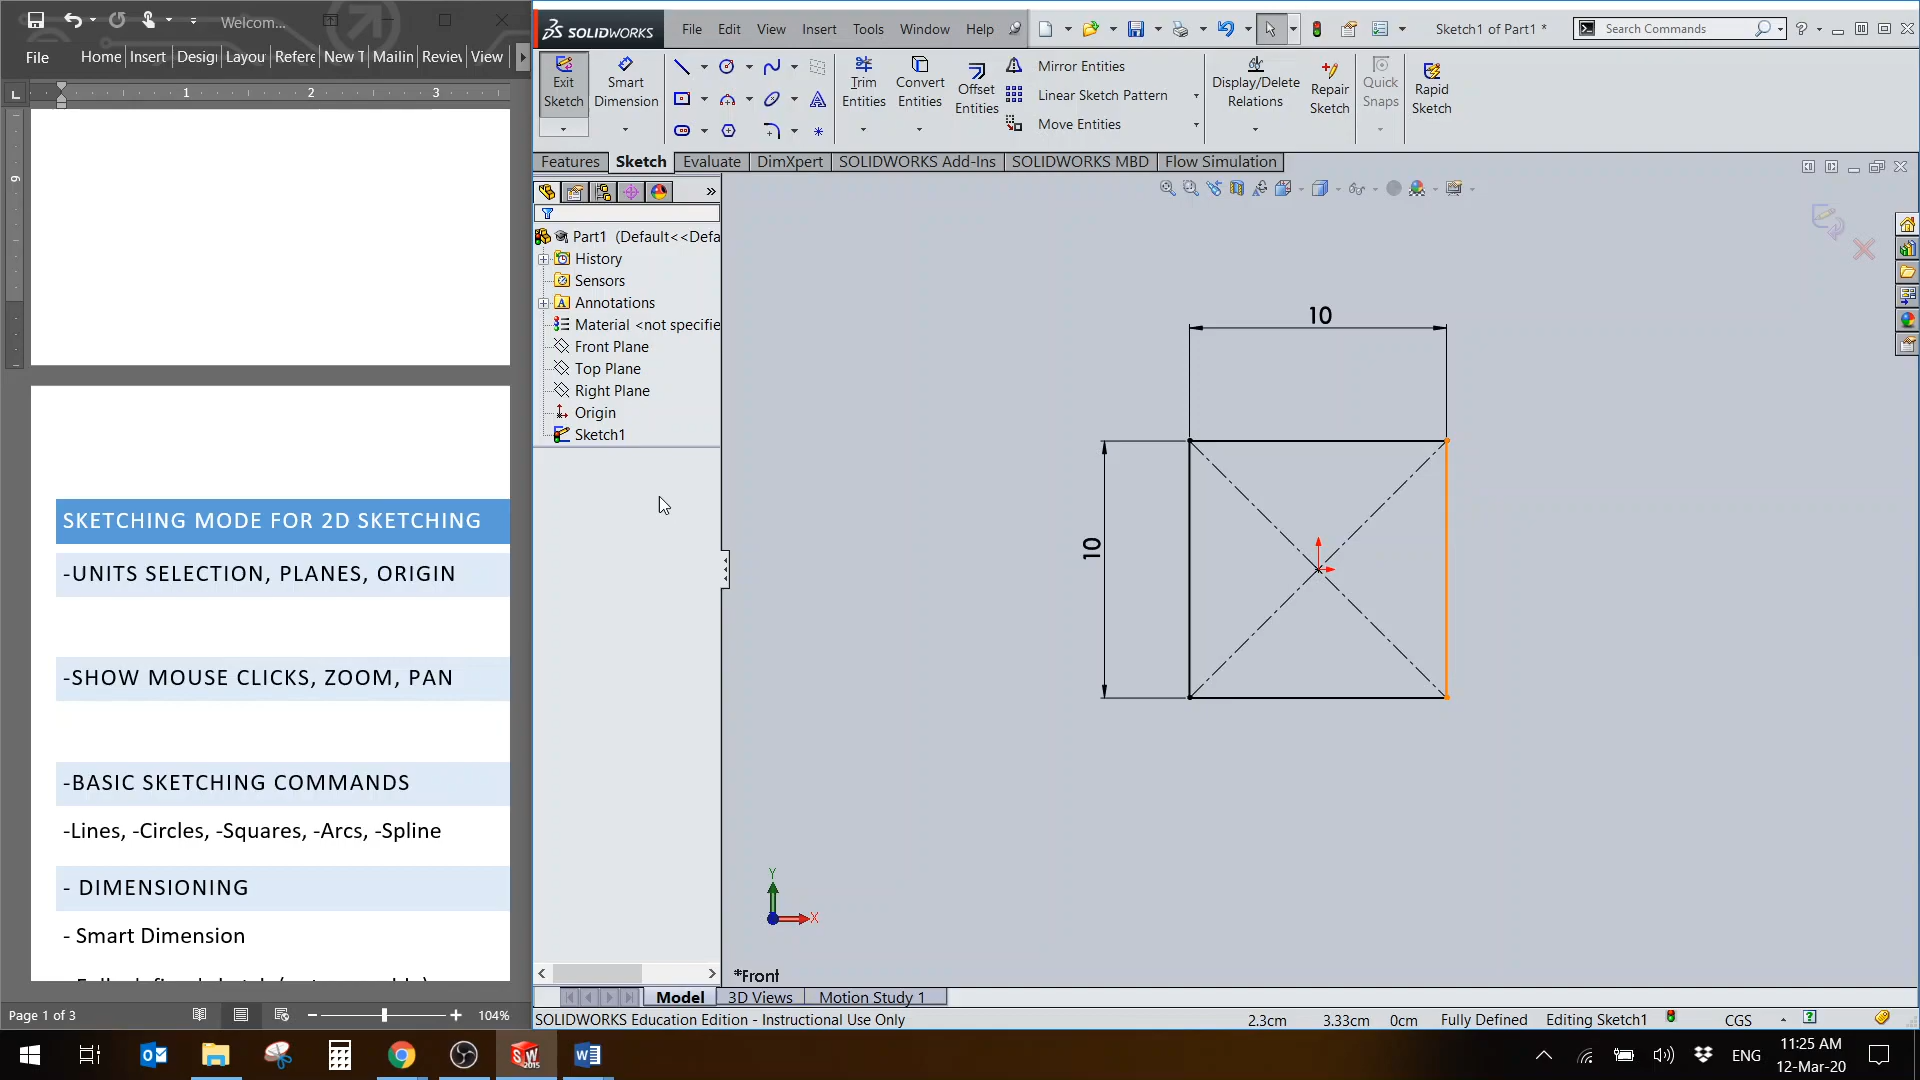 Welcom...
File Home Insert Desig Layou Refere New T Mailin Reviev View
1 2 3
9
SKETCHING MODE FOR 2D SKETCHING
-UNITS SELECTION, PLANES, ORIGIN
-SHOW MOUSE CLICKS, ZOOM, PAN
-BASIC SKETCHING COMMANDS
-Lines, -Circles, -Squares, -Arcs, -Spline
- DIMENSIONING
- Smart Dimension
Page 1 of 3
104%
SOLIDWORKS
File Edit View Insert Tools Window Help
Sketch1 of Part1 *
Search Commands
Exit Sketch
Smart Dimension
Trim Entities
Convert Entities
Offset Entities
Mirror Entities
Linear Sketch Pattern
Move Entities
Display/Delete Relations
Repair Sketch
Quick Snaps
Rapid Sketch
Features Sketch Evaluate DimXpert SOLIDWORKS Add-Ins SOLIDWORKS MBD Flow Simulation
Part1 (Default<<Defa
History
Sensors
Annotations
Material <not specifie
Front Plane
Top Plane
Right Plane
Origin
Sketch1
10
10
Y
X
*Front
Model 3D Views Motion Study 1
SOLIDWORKS Education Edition - Instructional Use Only
2.3cm 3.33cm 0cm Fully Defined Editing Sketch1 CGS
ENG
11:25 AM
12-Mar-20